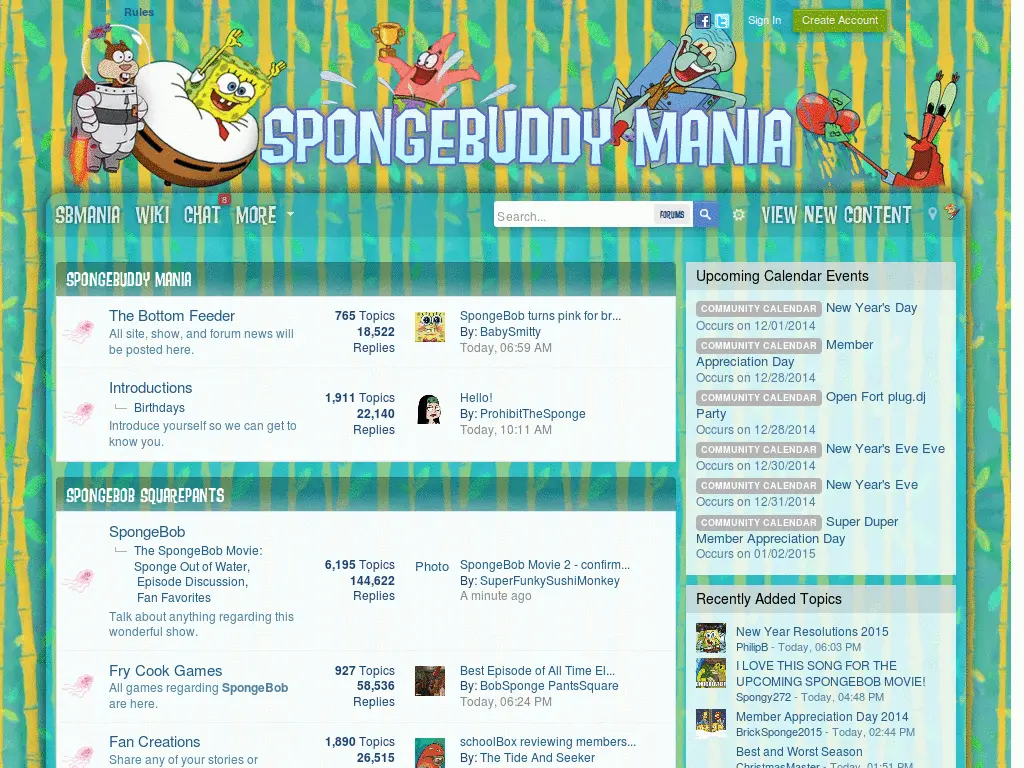 Rules
Sign In
Create Account
SPONGEBUDDY MANIA
SBMANIA WIKI CHAT 8 MORE
Search...
FORUMS
VIEW NEW CONTENT
SPONGEBUDDY MANIA
The Bottom Feeder
All site, show, and forum news will
be posted here.
765 Topics
18,522
Replies
SpongeBob turns pink for br...
By: BabySmitty
Today, 06:59 AM
Introductions
Birthdays
Introduce yourself so we can get to
know you.
1,911 Topics
22,140
Replies
Hello!
By: ProhibitTheSponge
Today, 10:11 AM
SPONGEBOB SQUAREPANTS
SpongeBob
The SpongeBob Movie:
Sponge Out of Water,
Episode Discussion,
Fan Favorites
Talk about anything regarding this
wonderful show.
6,195 Topics
144,622
Replies
Photo
SpongeBob Movie 2 - confirm...
By: SuperFunkySushiMonkey
A minute ago
Fry Cook Games
All games regarding SpongeBob
are here.
927 Topics
58,536
Replies
Best Episode of All Time El...
By: BobSponge PantsSquare
Today, 06:24 PM
Fan Creations
Share any of your stories or
1,890 Topics
26,515
schoolBox reviewing members...
By: The Tide And Seeker
Upcoming Calendar Events
COMMUNITY CALENDAR New Year's Day
Occurs on 12/01/2014
COMMUNITY CALENDAR Member
Appreciation Day
Occurs on 12/28/2014
COMMUNITY CALENDAR Open Fort plug.dj
Party
Occurs on 12/28/2014
COMMUNITY CALENDAR New Year's Eve Eve
Occurs on 12/30/2014
COMMUNITY CALENDAR New Year's Eve
Occurs on 12/31/2014
COMMUNITY CALENDAR Super Duper
Member Appreciation Day
Occurs on 01/02/2015
Recently Added Topics
New Year Resolutions 2015
PhilipB - Today, 06:03 PM
I LOVE THIS SONG FOR THE
UPCOMING SPONGEBOB MOVIE!
Spongy272 - Today, 04:48 PM
Member Appreciation Day 2014
BrickSponge2015 - Today, 02:44 PM
Best and Worst Season
ChristmasMaster - Today, 01:51 PM